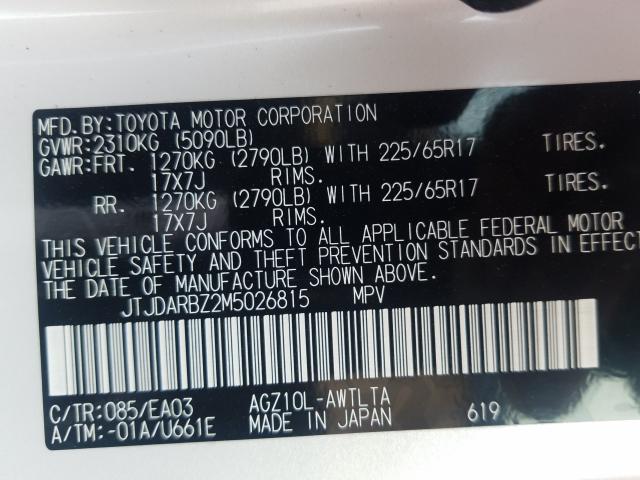 MFD.BY:TOYOTA MOTOR CORPORATION
GVWR:2310KG (5090LB)
GAWR:FRT. 1270KG (2790LB) WITH 225/65R17 TIRES.
17X7J RIMS.
RR. 1270KG (2790LB) WITH 225/65R17 TIRES.
17X7J RIMS.
THIS VEHICLE CONFORMS TO ALL APPLICABLE FEDERAL MOTOR
VEHICLE SAFETY AND THEFT PREVENTION STANDARDS IN EFFECT
THE DATE OF MANUFACTURE SHOWN ABOVE.
JTJDARBZ2M5026815 MPV
C/TR:085/EA03 AGZ10L-AWTLTA 619
A/TM:-01A/U661E MADE IN JAPAN